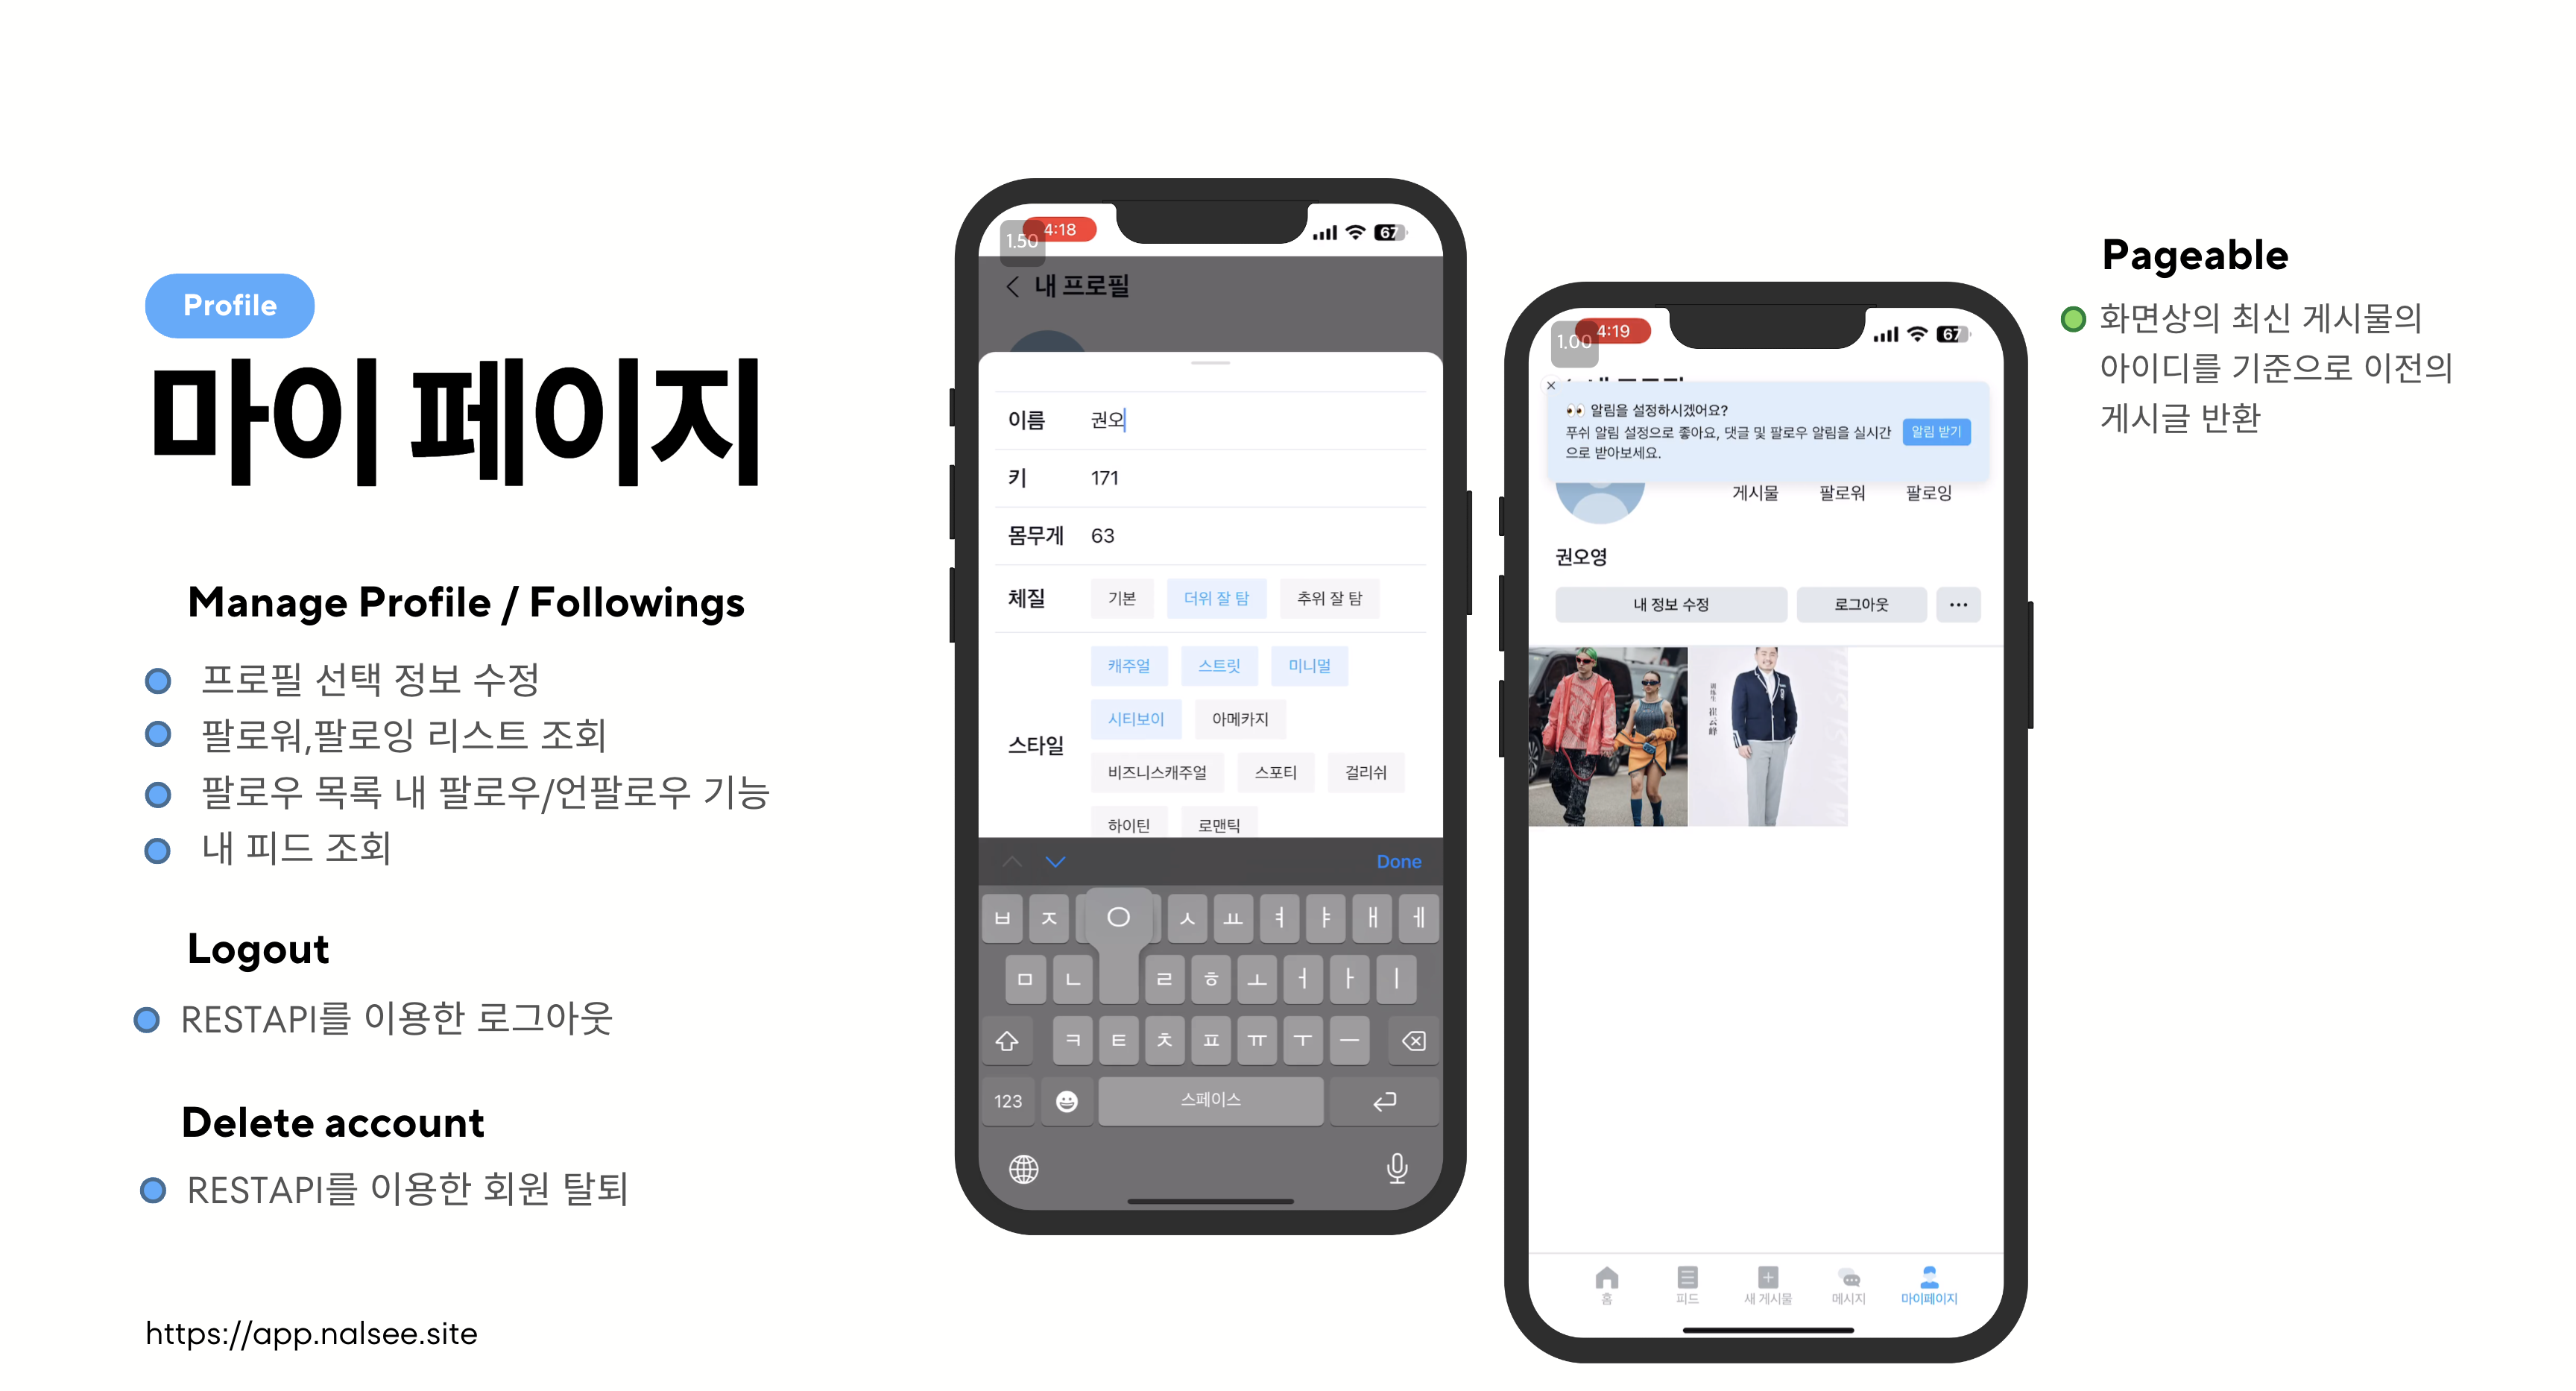 Profile
마이 페이지
Manage Profile / Followings
프로필 선택 정보 수정
팔로워,팔로잉 리스트 조회
팔로우 목록 내 팔로우/언팔로우 기능
내 피드 조회
Logout
RESTAPI를 이용한 로그아웃
Delete account
RESTAPI를 이용한 회원 탈퇴
https://app.nalsee.site
1.50 4:18 67
내 프로필
이름 권오
키 171
몸무게 63
체질 기본 더위 잘 탐 추위 잘 탐
스타일
캐주얼 스트릿 미니멀
시티보이 아메카지
비즈니스캐주얼 스포티 걸리쉬
하이틴 로맨틱
Done
ㅂ ㅈ ㅇ ㅅ ㅛ ㅕ ㅑ ㅐ ㅔ
ㅁ ㄴ ㄹ ㅎ ㅗ ㅓ ㅏ ㅣ
ㅋ ㅌ ㅊ ㅍ ㅠ ㅜ ㅡ
123 스페이스
1.00 4:19 67
👀 알림을 설정하시겠어요?
푸쉬 알림 설정으로 좋아요, 댓글 및 팔로우 알림을 실시간
으로 받아보세요.
알림 받기
게시물 팔로워 팔로잉
권오영
내 정보 수정 로그아웃 ···
崔云峰
홈 피드 새 게시물 메시지 마이페이지
Pageable
화면상의 최신 게시물의
아이디를 기준으로 이전의
게시글 반환